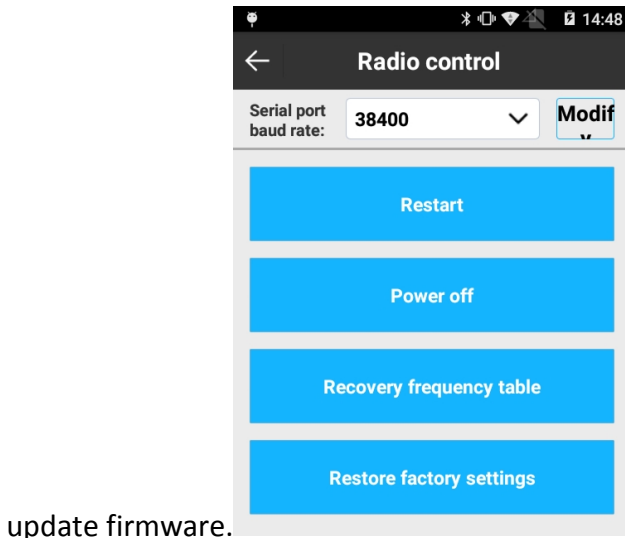 14:48
Radio control
Serial port
baud rate:
38400
Modif
y
Restart
Power off
Recovery frequency table
Restore factory settings
update firmware.